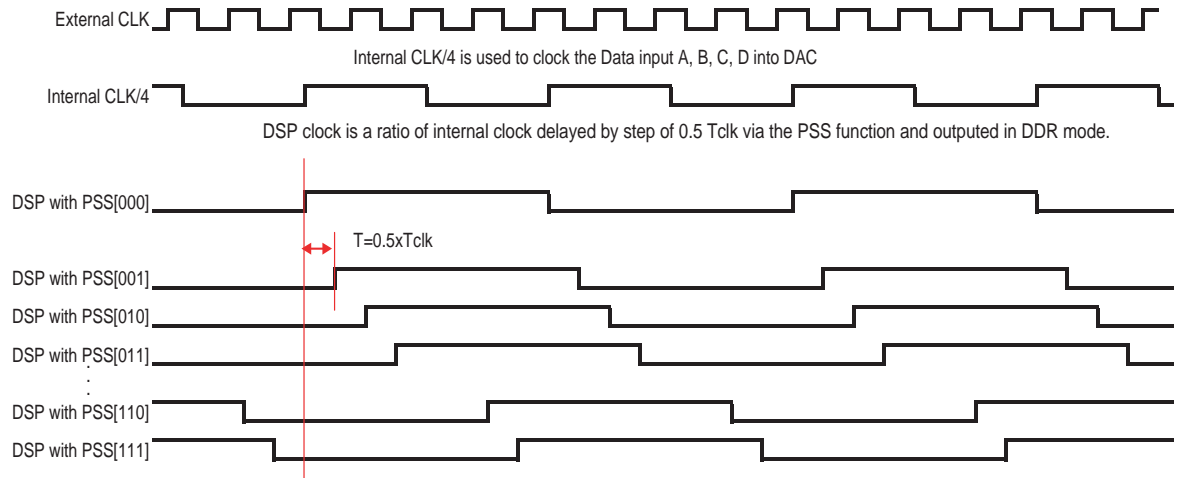 External CLK
Internal CLK/4 is used to clock the Data input A, B, C, D into DAC
Internal CLK/4
DSP clock is a ratio of internal clock delayed by step of 0.5 Tclk via the PSS function and outputed in DDR mode.
DSP with PSS[000]
T=0.5xTclk
DSP with PSS[001]
DSP with PSS[010]
DSP with PSS[011]
.
.
.
DSP with PSS[110]
DSP with PSS[111]